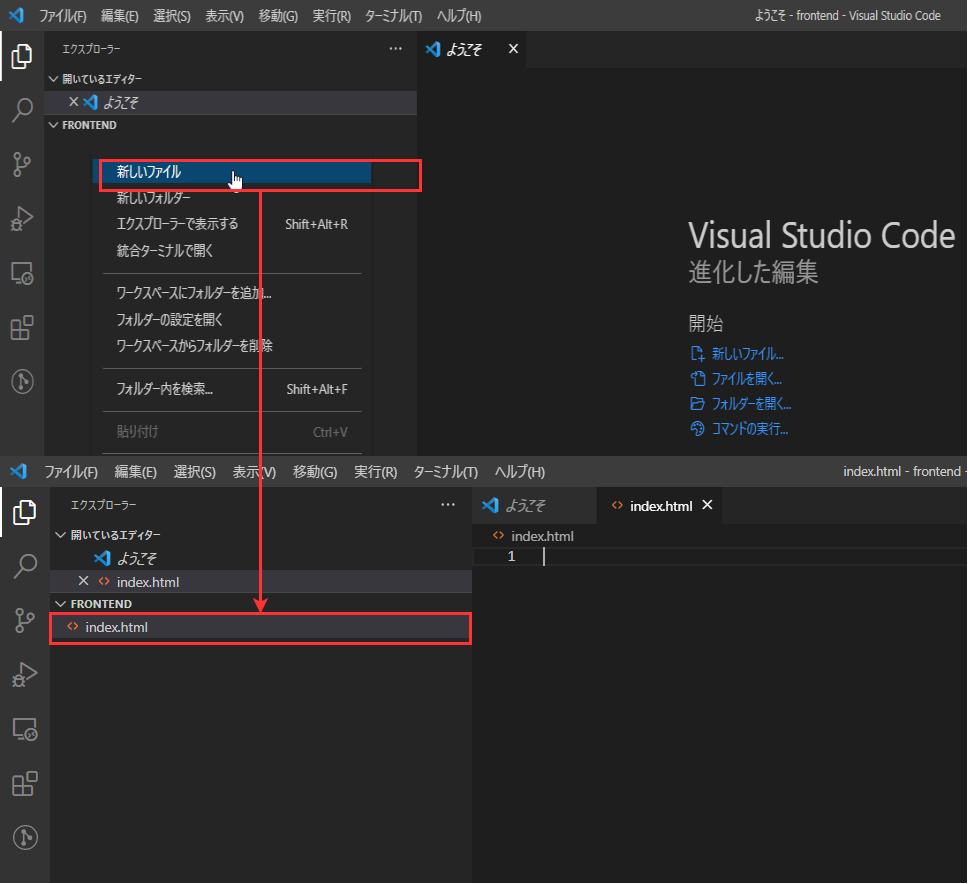 ファイル(F) 編集(E) 選択(S) 表示(V) 移動(G) 実行(R) ターミナル(T) ヘルプ(H) ようこそ - frontend - Visual Studio Code
エクスプローラー ···
開いているエディター
ようこそ
FRONTEND
新しいファイル
新しいフォルダー
エクスプローラーで表示する Shift+Alt+R
統合ターミナルで開く
ワークスペースにフォルダーを追加...
フォルダーの設定を開く
ワークスペースからフォルダーを削除
フォルダー内を検索... Shift+Alt+F
貼り付け Ctrl+V
ようこそ
Visual Studio Code
進化した編集
開始
新しいファイル...
ファイルを開く...
フォルダーを開く...
コマンドの実行...
ファイル(F) 編集(E) 選択(S) 表示(V) 移動(G) 実行(R) ターミナル(T) ヘルプ(H) index.html - frontend -
エクスプローラー ···
開いているエディター
ようこそ
index.html
FRONTEND
index.html
ようこそ index.html
index.html
1